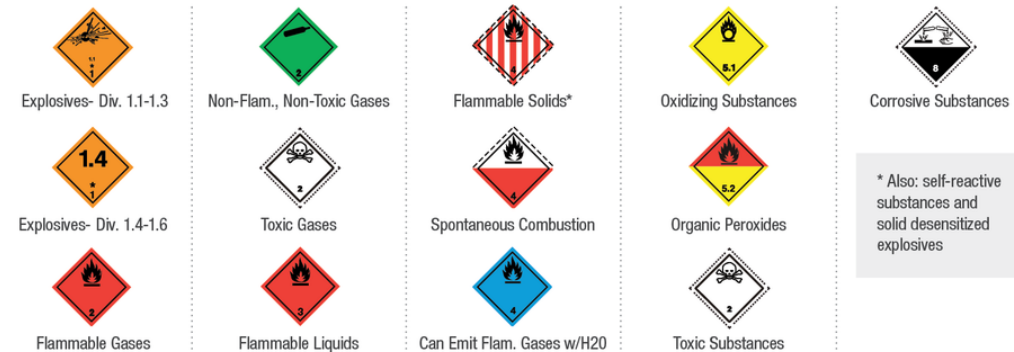 1.1
*
1
Explosives- Div. 1.1-1.3
2
Non-Flam., Non-Toxic Gases
4
Flammable Solids*
5.1
Oxidizing Substances
8
Corrosive Substances
1.4
*
1
Explosives- Div. 1.4-1.6
2
Toxic Gases
4
Spontaneous Combustion
5.2
Organic Peroxides
* Also: self-reactive
substances and
solid desensitized
explosives
2
Flammable Gases
3
Flammable Liquids
4
Can Emit Flam. Gases w/H20
2
Toxic Substances